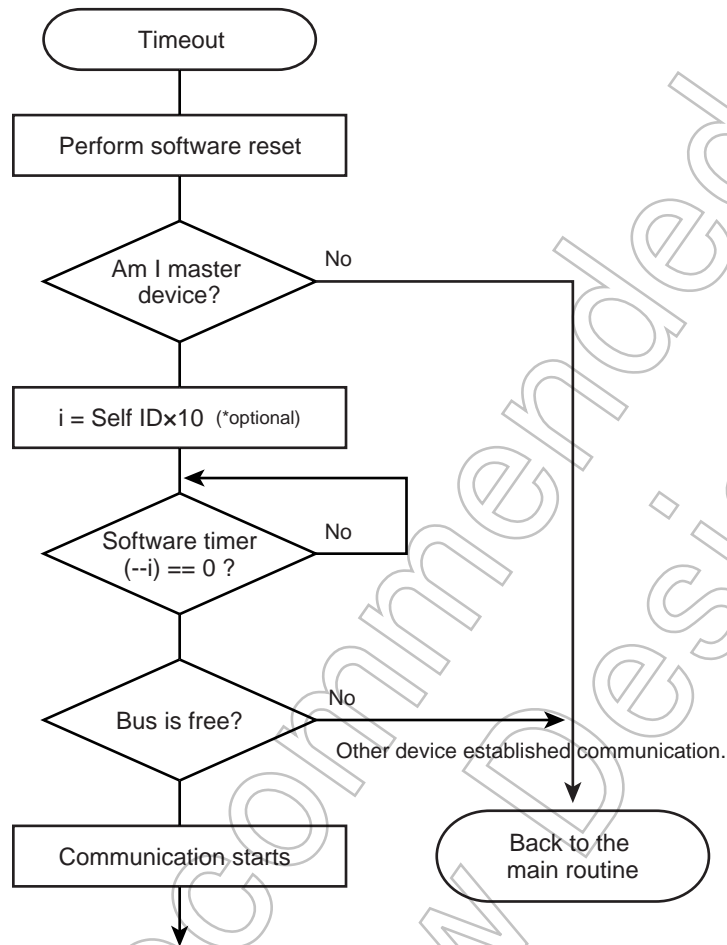 Timeout
Perform software reset
Am I master
device?
No
i = Self ID×10 (*optional)
Software timer
(--i) == 0 ?
No
Bus is free?
No
Other device established communication.
Communication starts
Back to the
main routine